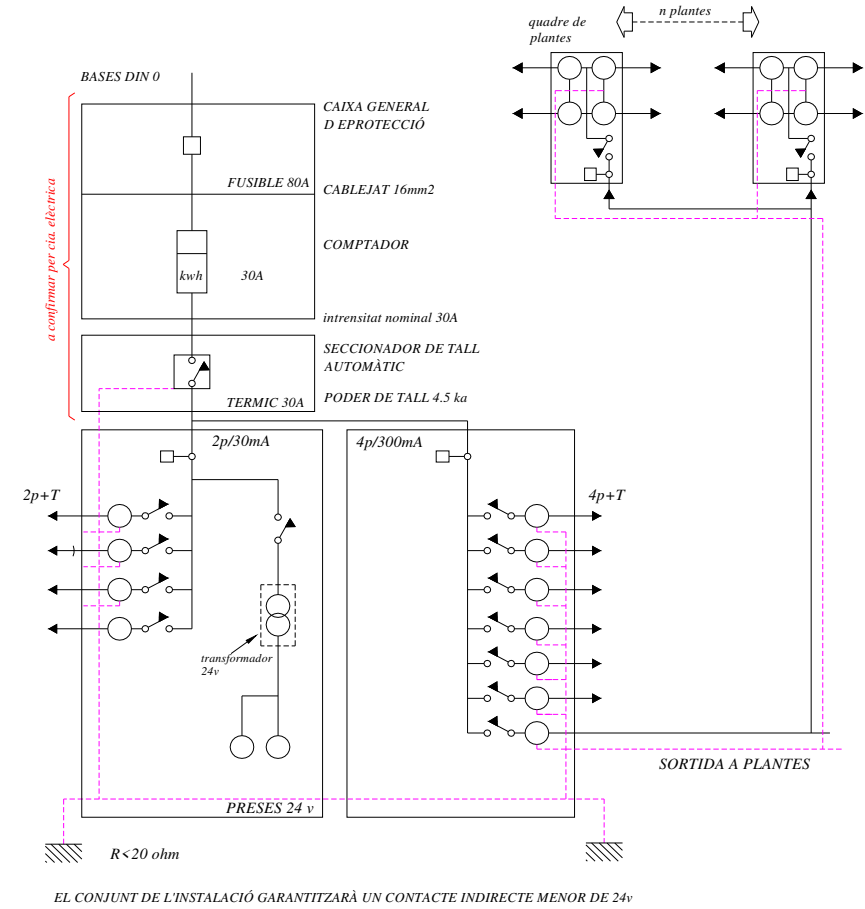 quadre de
plantes
n plantes
BASES DIN 0
CAIXA GENERAL
D EPROTECCIÓ
FUSIBLE 80A
CABLEJAT 16mm2
COMPTADOR
kwh
30A
a confirmar per cia. elèctrica
intrensitat nominal 30A
SECCIONADOR DE TALL
AUTOMÀTIC
TERMIC 30A
PODER DE TALL 4.5 ka
2p/30mA
4p/300mA
2p+T
4p+T
transformador
24v
SORTIDA A PLANTES
PRESES 24 v
R<20 ohm
EL CONJUNT DE L'INSTALACIÓ GARANTITZARÀ UN CONTACTE INDIRECTE MENOR DE 24v